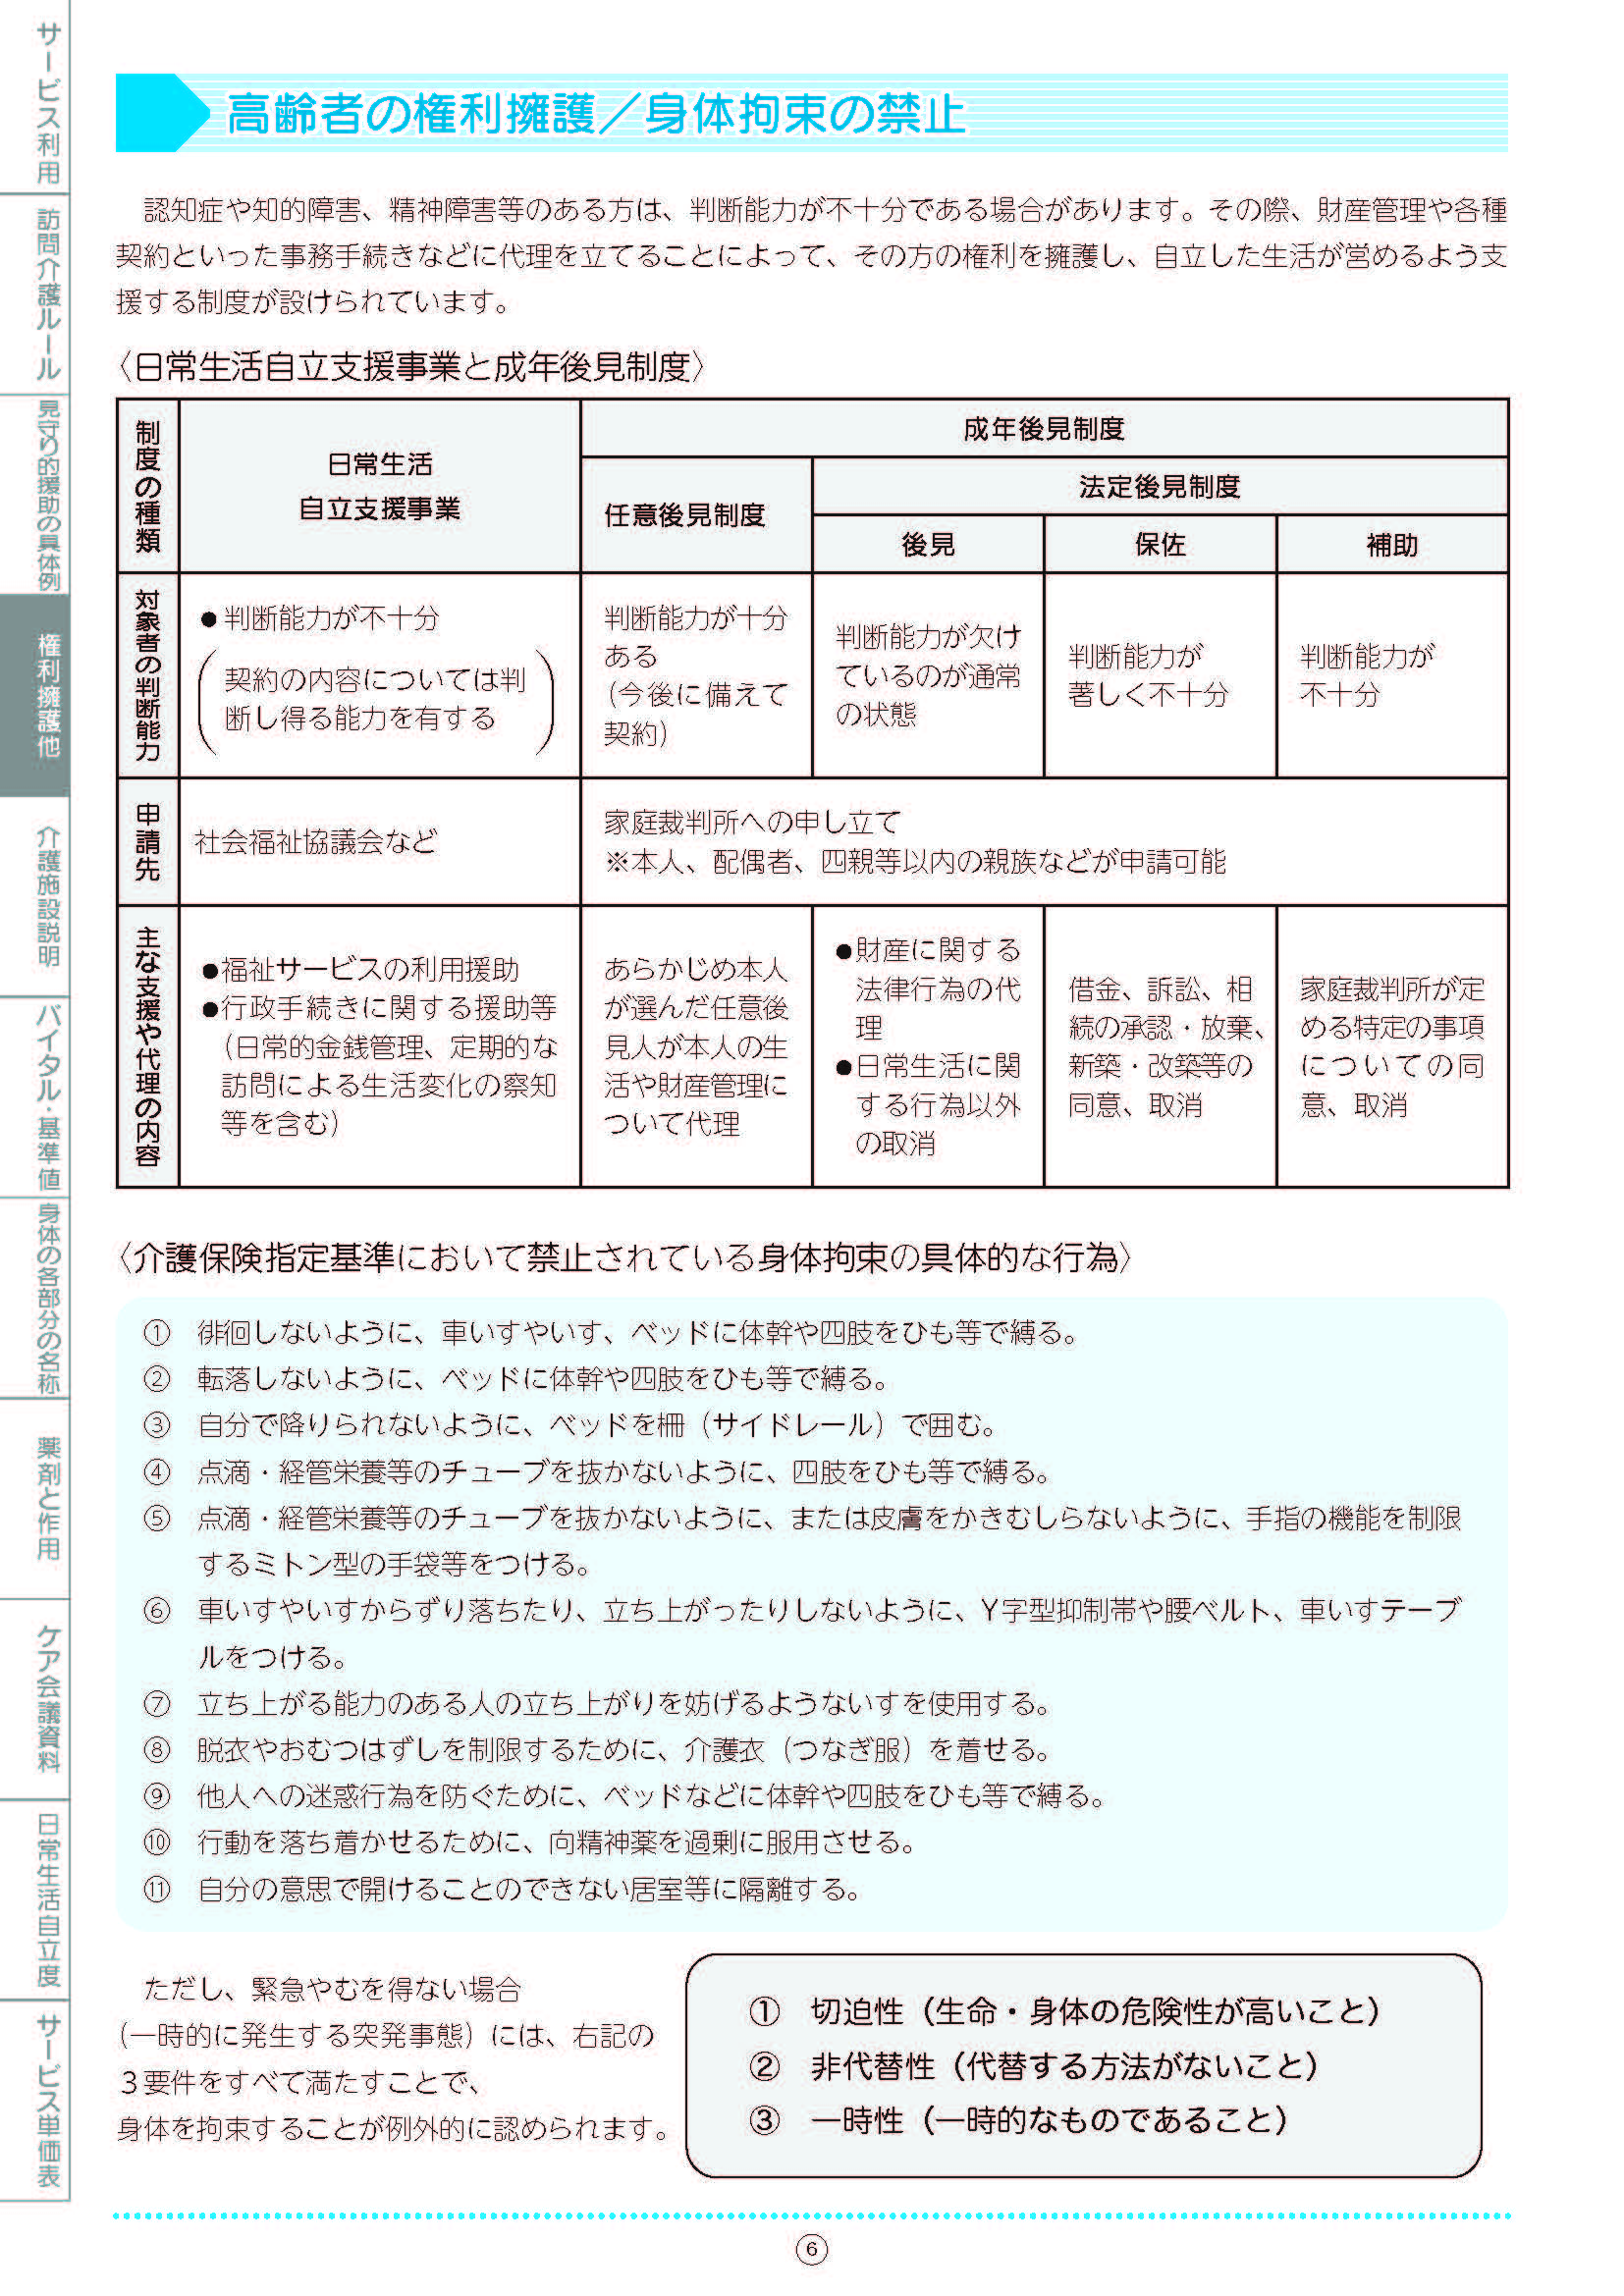 サービス利用
訪問介護ルール
見守り的援助の具体例
権利擁護他
介護施設説明
バイタル・基準値
身体の各部分の名称
薬剤と作用
ケア会議資料
日常生活自立度
サービス単価表
高齢者の権利擁護／身体拘束の禁止
認知症や知的障害、精神障害等のある方は、判断能力が不十分である場合があります。その際、財産管理や各種
契約といった事務手続きなどに代理を立てることによって、その方の権利を擁護し、自立した生活が営めるよう支
援する制度が設けられています。
〈日常生活自立支援事業と成年後見制度〉
制度の種類
日常生活
自立支援事業
成年後見制度
任意後見制度
法定後見制度
後見
保佐
補助
対象者の判断能力
●判断能力が不十分
（契約の内容については判
断し得る能力を有する）
判断能力が十分
ある
（今後に備えて
契約）
判断能力が欠け
ているのが通常
の状態
判断能力が
著しく不十分
判断能力が
不十分
申請先
社会福祉協議会など
家庭裁判所への申し立て
※本人、配偶者、四親等以内の親族などが申請可能
主な支援や代理の内容
●福祉サービスの利用援助
●行政手続きに関する援助等
（日常的金銭管理、定期的な
訪問による生活変化の察知
等を含む）
あらかじめ本人
が選んだ任意後
見人が本人の生
活や財産管理に
ついて代理
●財産に関する
法律行為の代
理
●日常生活に関
する行為以外
の取消
借金、訴訟、相
続の承認・放棄、
新築・改築等の
同意、取消
家庭裁判所が定
める特定の事項
についての同
意、取消
〈介護保険指定基準において禁止されている身体拘束の具体的な行為〉
① 徘徊しないように、車いすやいす、ベッドに体幹や四肢をひも等で縛る。
② 転落しないように、ベッドに体幹や四肢をひも等で縛る。
③ 自分で降りられないように、ベッドを柵（サイドレール）で囲む。
④ 点滴・経管栄養等のチューブを抜かないように、四肢をひも等で縛る。
⑤ 点滴・経管栄養等のチューブを抜かないように、または皮膚をかきむしらないように、手指の機能を制限
するミトン型の手袋等をつける。
⑥ 車いすやいすからずり落ちたり、立ち上がったりしないように、Y字型抑制帯や腰ベルト、車いすテーブ
ルをつける。
⑦ 立ち上がる能力のある人の立ち上がりを妨げるようないすを使用する。
⑧ 脱衣やおむつはずしを制限するために、介護衣（つなぎ服）を着せる。
⑨ 他人への迷惑行為を防ぐために、ベッドなどに体幹や四肢をひも等で縛る。
⑩ 行動を落ち着かせるために、向精神薬を過剰に服用させる。
⑪ 自分の意思で開けることのできない居室等に隔離する。
ただし、緊急やむを得ない場合
（一時的に発生する突発事態）には、右記の
３要件をすべて満たすことで、
身体を拘束することが例外的に認められます。
① 切迫性（生命・身体の危険性が高いこと）
② 非代替性（代替する方法がないこと）
③ 一時性（一時的なものであること）
⑥